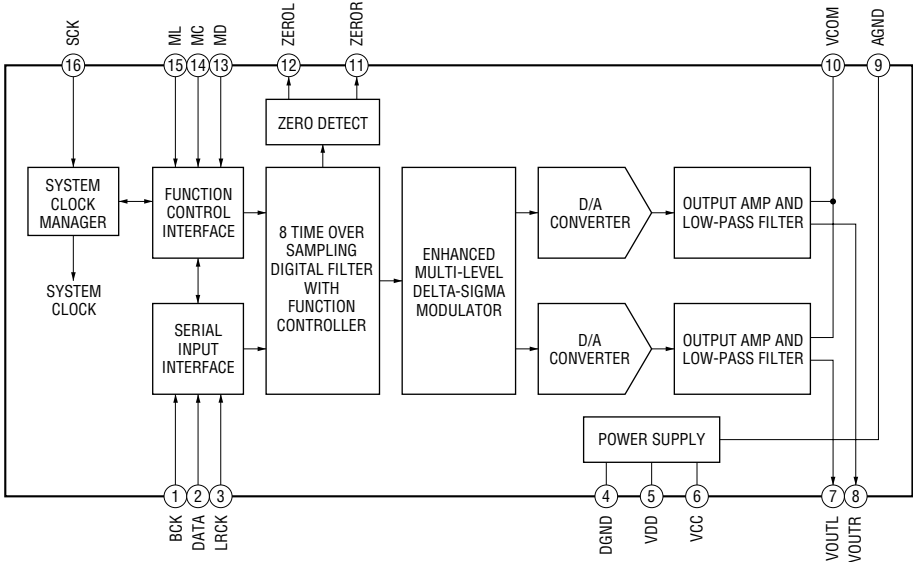 SCK
ML
MC
MD
ZEROL
ZEROR
VCOM
AGND
16
15
14
13
12
11
10
9
ZERO DETECT
SYSTEM
CLOCK
MANAGER
FUNCTION
CONTROL
INTERFACE
8 TIME OVER
SAMPLING
DIGITAL FILTER
WITH
FUNCTION
CONTROLLER
ENHANCED
MULTI-LEVEL
DELTA-SIGMA
MODULATOR
D/A
CONVERTER
OUTPUT AMP AND
LOW-PASS FILTER
SYSTEM
CLOCK
SERIAL
INPUT
INTERFACE
D/A
CONVERTER
OUTPUT AMP AND
LOW-PASS FILTER
POWER SUPPLY
1
2
3
4
5
6
7
8
BCK
DATA
LRCK
DGND
VDD
VCC
VOUTL
VOUTR